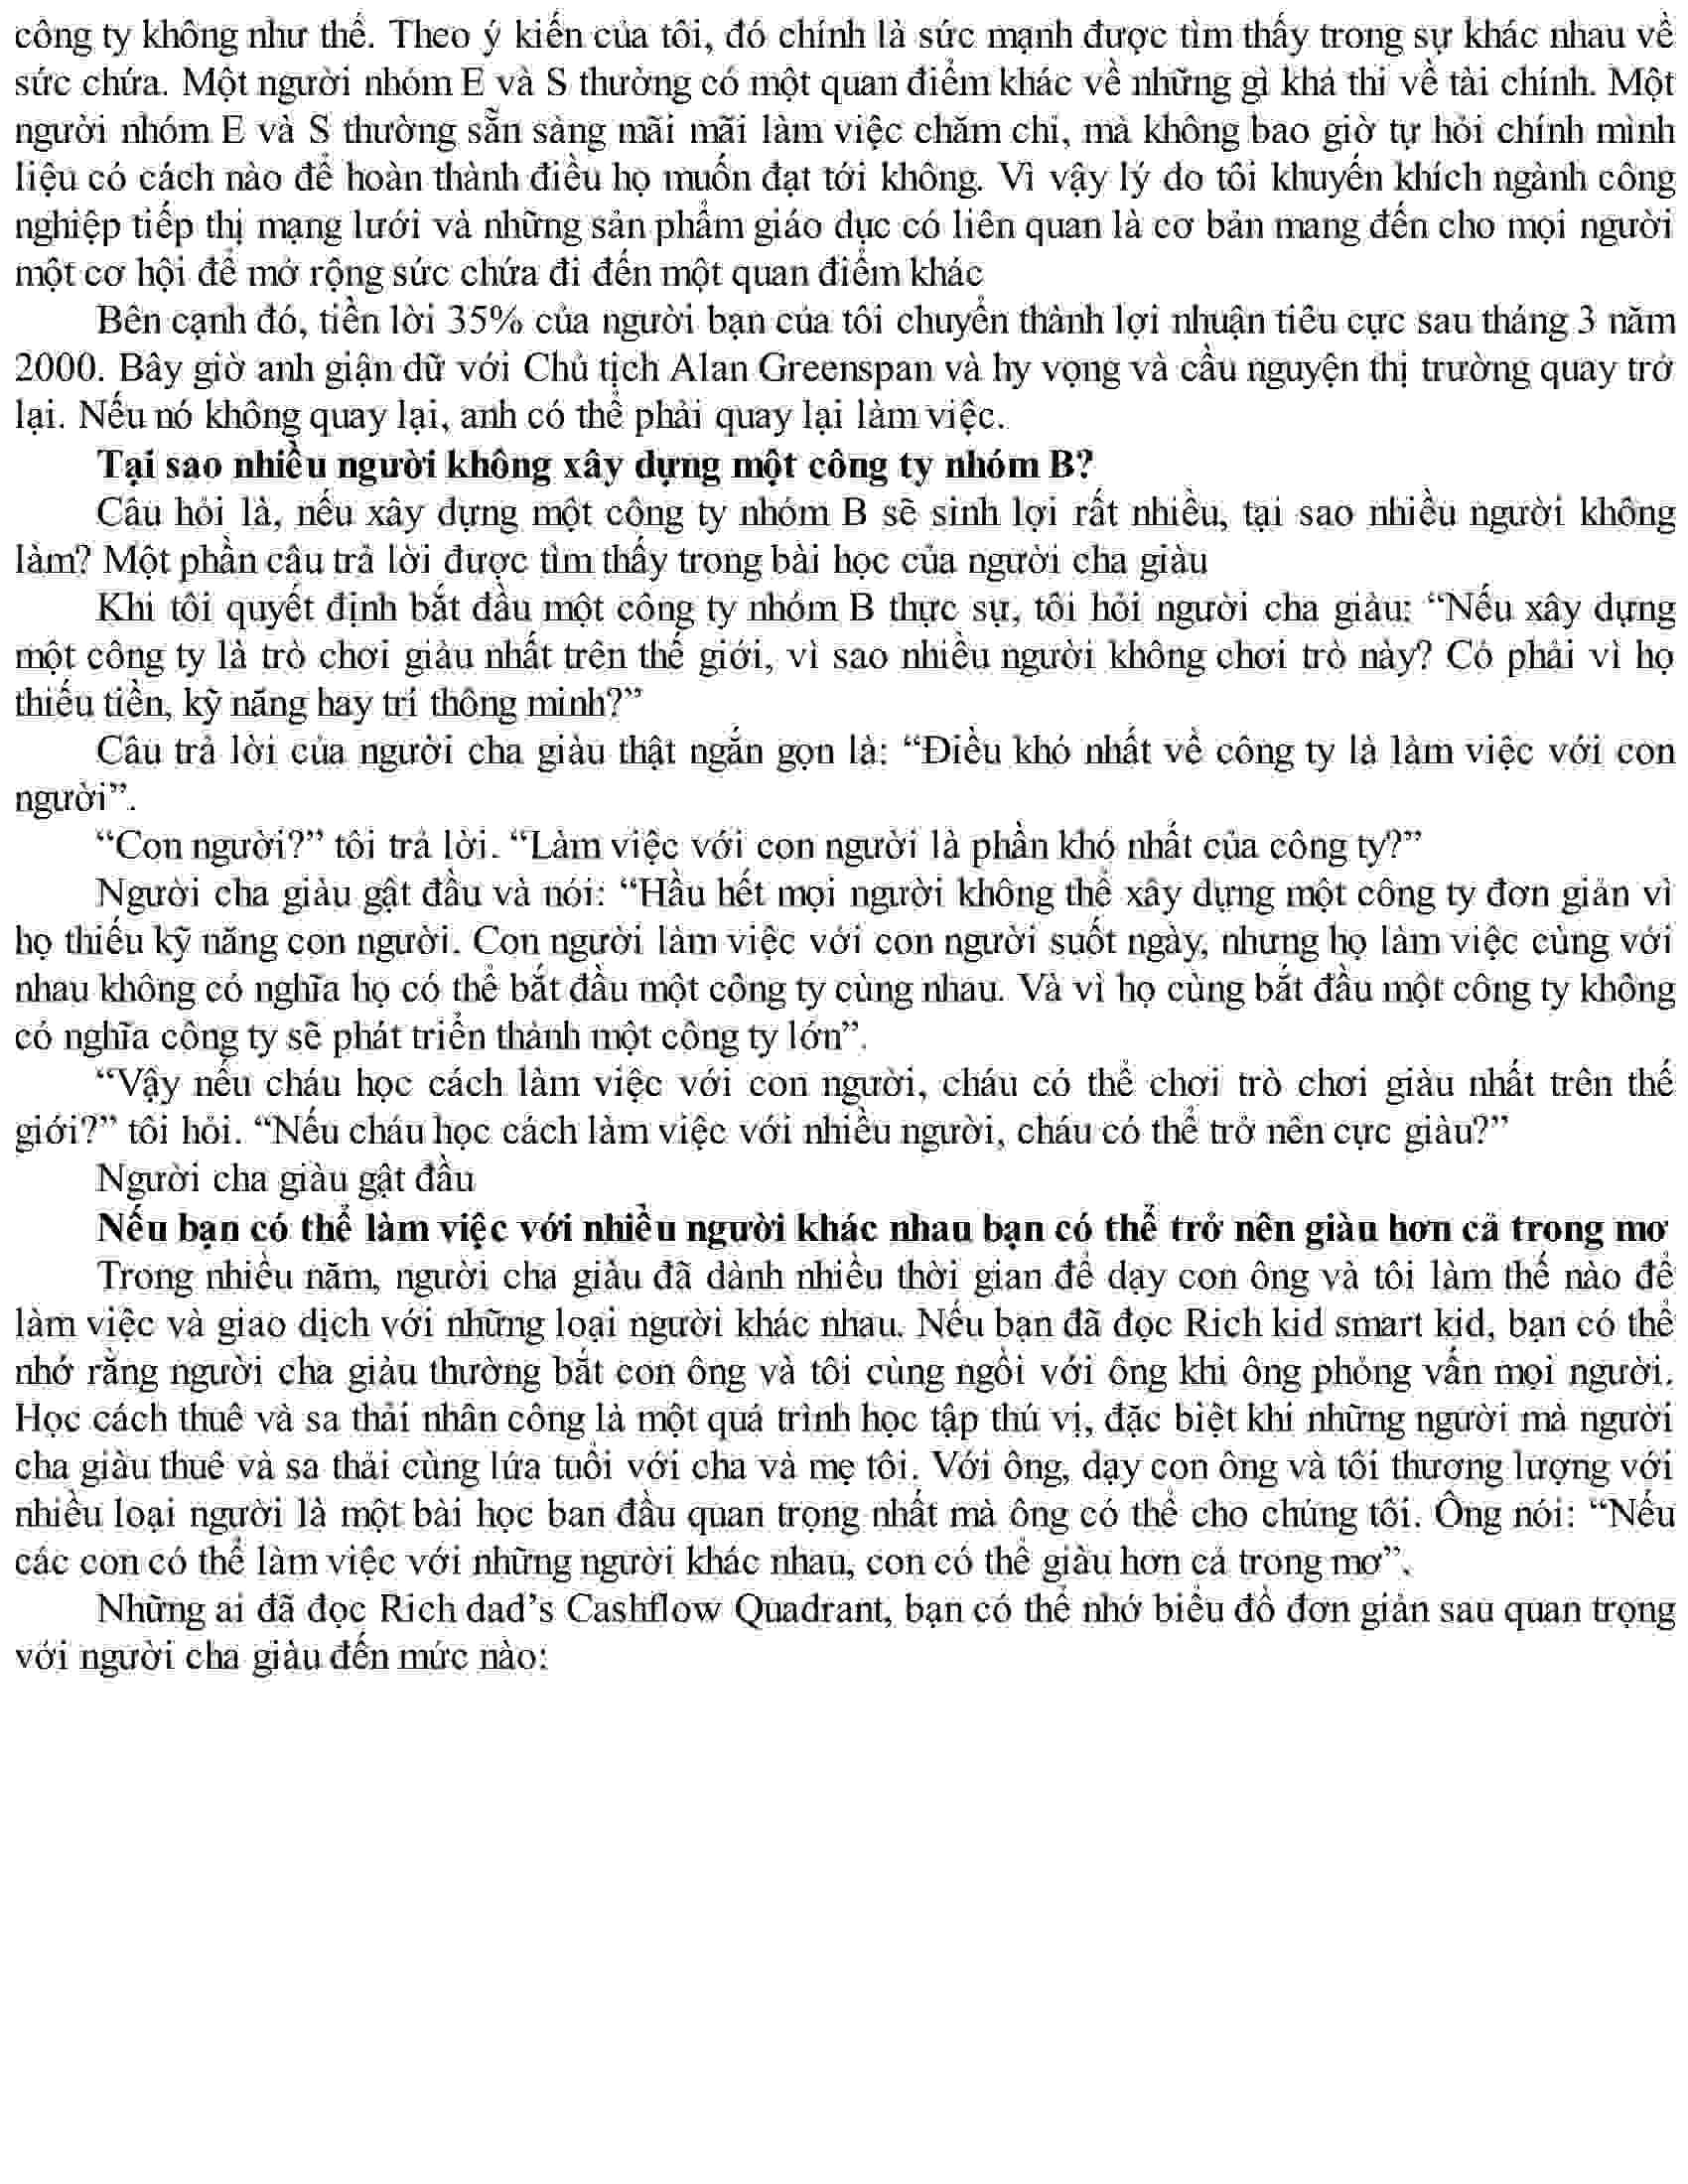 công ty không như thế. Theo ý kiến của tôi, đó chính là sức mạnh được tìm thấy trong sự khác nhau về
sức chứa. Một người nhóm E và S thường có một quan điểm khác về những gì khả thi về tài chính. Một
người nhóm E và S thường sẵn sàng mãi mãi làm việc chăm chỉ, mà không bao giờ tự hỏi chính mình
liệu có cách nào để hoàn thành điều họ muốn đạt tới không. Vì vậy lý do tôi khuyến khích ngành công
nghiệp tiếp thị mạng lưới và những sản phẩm giáo dục có liên quan là cơ bản mang đến cho mọi người
một cơ hội để mở rộng sức chứa đi đến một quan điểm khác
Bên cạnh đó, tiền lời 35% của người bạn của tôi chuyển thành lợi nhuận tiêu cực sau tháng 3 năm
2000. Bây giờ anh giận dữ với Chủ tịch Alan Greenspan và hy vọng và cầu nguyện thị trường quay trở
lại. Nếu nó không quay lại, anh có thể phải quay lại làm việc.
Tại sao nhiều người không xây dựng một công ty nhóm B?
Câu hỏi là, nếu xây dựng một công ty nhóm B sẽ sinh lợi rất nhiều, tại sao nhiều người không
làm? Một phần câu trả lời được tìm thấy trong bài học của người cha giàu
Khi tôi quyết định bắt đầu một công ty nhóm B thực sự, tôi hỏi người cha giàu: “Nếu xây dựng
một công ty là trò chơi giàu nhất trên thế giới, vì sao nhiều người không chơi trò này? Có phải vì họ
thiếu tiền, kỹ năng hay trí thông minh?”
Câu trả lời của người cha giàu thật ngắn gọn là: “Điều khó nhất về công ty là làm việc với con
người”.
“Con người?” tôi trả lời. “Làm việc với con người là phần khó nhất của công ty?”
Người cha giàu gật đầu và nói: “Hầu hết mọi người không thể xây dựng một công ty đơn giản vì
họ thiếu kỹ năng con người. Con người làm việc với con người suốt ngày, nhưng họ làm việc cùng với
nhau không có nghĩa họ có thể bắt đầu một công ty cùng nhau. Và vì họ cùng bắt đầu một công ty không
có nghĩa công ty sẽ phát triển thành một công ty lớn”.
“Vậy nếu cháu học cách làm việc với con người, cháu có thể chơi trò chơi giàu nhất trên thế
giới?” tôi hỏi. “Nếu cháu học cách làm việc với nhiều người, cháu có thể trở nên cực giàu?”
Người cha giàu gật đầu
Nếu bạn có thể làm việc với nhiều người khác nhau bạn có thể trở nên giàu hơn cả trong mơ
Trong nhiều năm, người cha giàu đã dành nhiều thời gian để dạy con ông và tôi làm thế nào để
làm việc và giao dịch với những loại người khác nhau. Nếu bạn đã đọc Rich kid smart kid, bạn có thể
nhớ rằng người cha giàu thường bắt con ông và tôi cùng ngồi với ông khi ông phỏng vấn mọi người.
Học cách thuê và sa thải nhân công là một quá trình học tập thú vị, đặc biệt khi những người mà người
cha giàu thuê và sa thải cùng lứa tuổi với cha và mẹ tôi. Với ông, dạy con ông và tôi thương lượng với
nhiều loại người là một bài học ban đầu quan trọng nhất mà ông có thể cho chúng tôi. Ông nói: “Nếu
các con có thể làm việc với những người khác nhau, con có thể giàu hơn cả trong mơ”.
Những ai đã đọc Rich dad’s Cashflow Quadrant, bạn có thể nhớ biểu đồ đơn giản sau quan trọng
với người cha giàu đến mức nào: